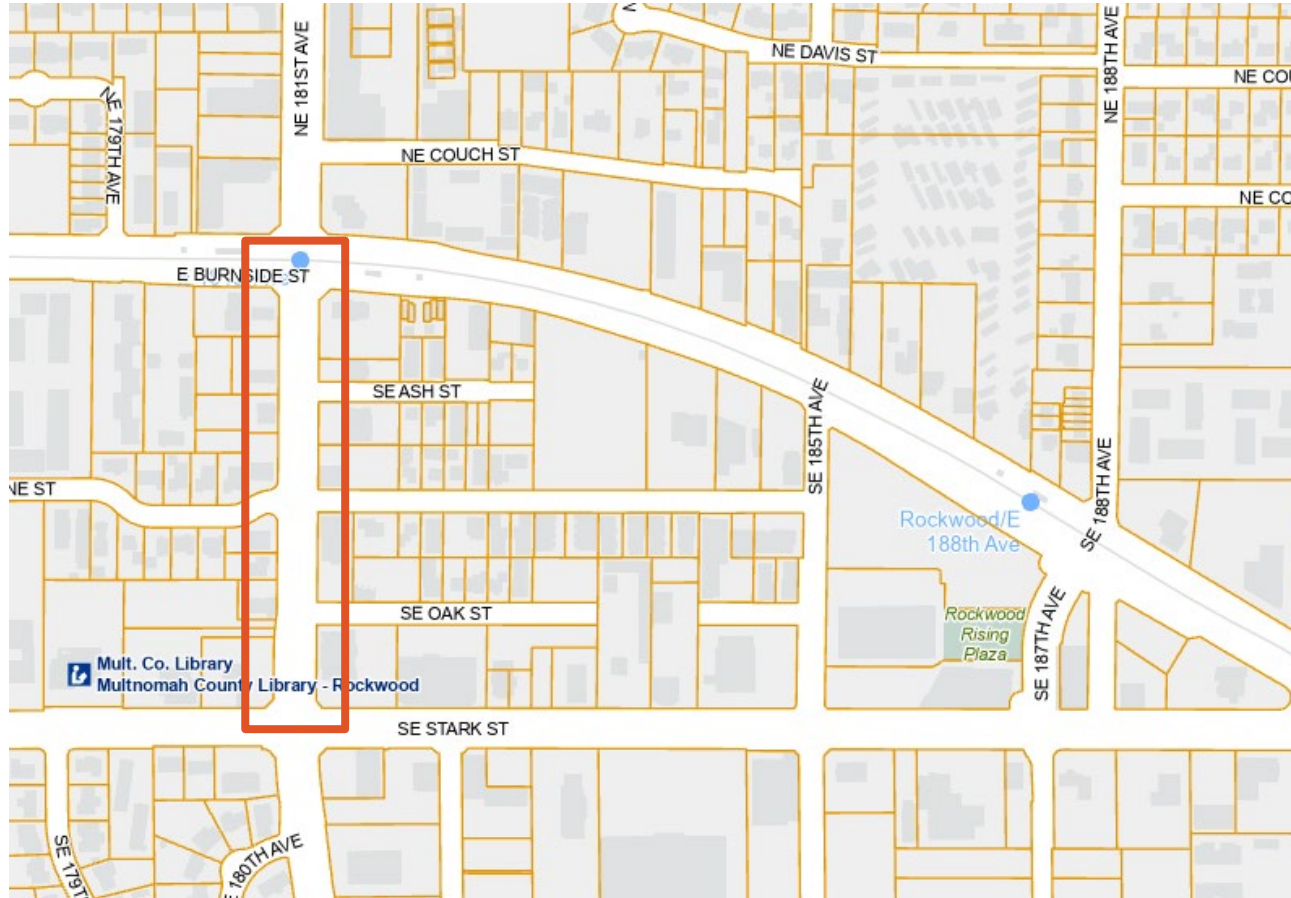 NE DAVIS ST
NE 181ST AVE
NE 188TH AVE
NE COU
NE 179TH AVE
NE COUCH ST
NE CO
E BURNSIDE ST
SE ASH ST
SE 185TH AVE
SE 188TH AVE
NE ST
Rockwood/E
188th Ave
SE OAK ST
Rockwood
Rising
Plaza
SE 187TH AVE
Mult. Co. Library
Multnomah County Library - Rockwood
SE STARK ST
SE 179T
E 180TH AVE